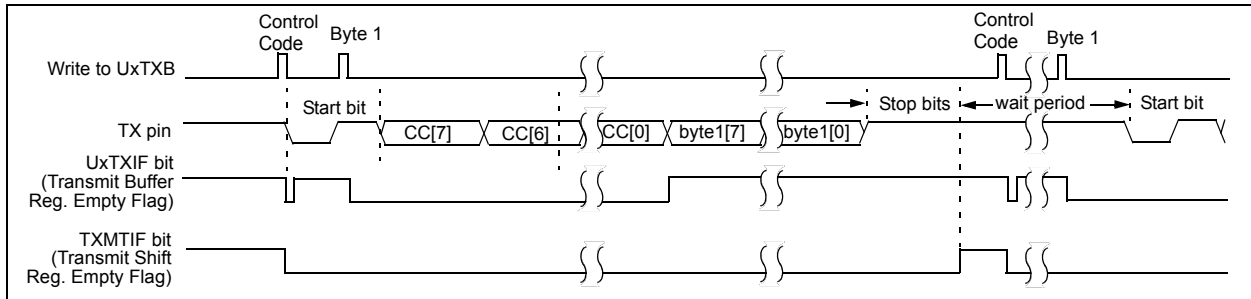 Control
Code
Byte 1
Control
Code
Byte 1
Write to UxTXB
Start bit
Stop bits
wait period
Start bit
TX pin
CC[7]
CC[6]
CC[0]
byte1[7]
byte1[0]
UxTXIF bit
(Transmit Buffer
Reg. Empty Flag)
TXMTIF bit
(Transmit Shift
Reg. Empty Flag)